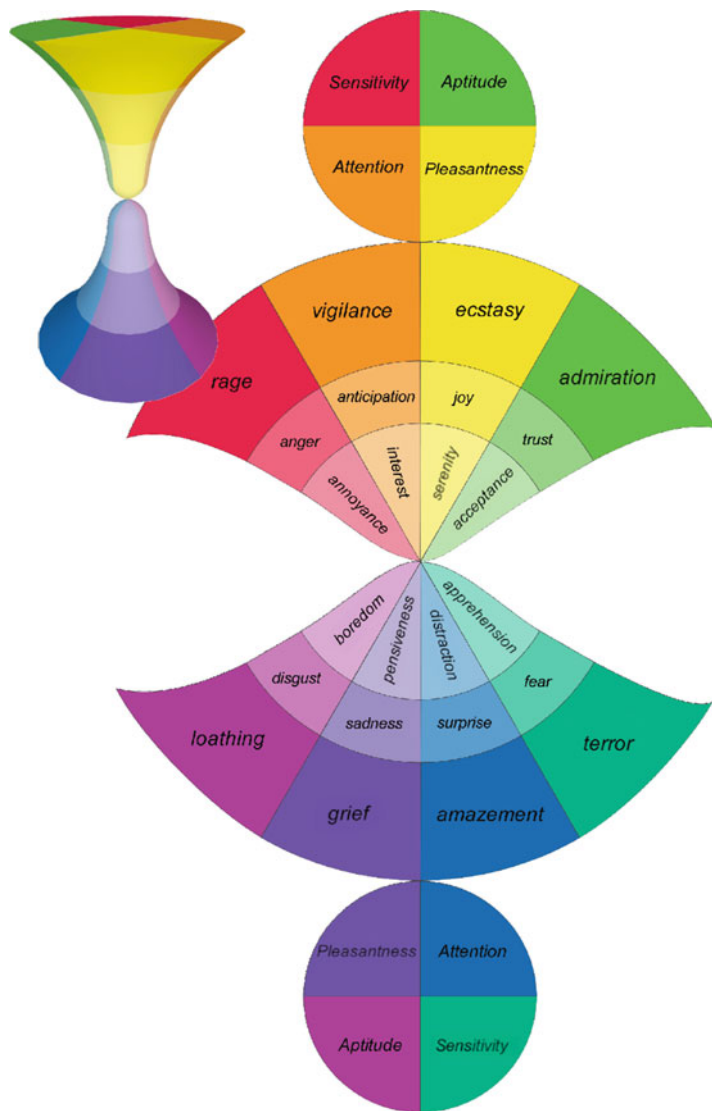 Sensitivity
Aptitude
Attention
Pleasantness
vigilance
ecstasy
rage
admiration
anticipation
joy
anger
trust
annoyance
interest
serenity
acceptance
boredom
pensiveness
distraction
apprehension
disgust
fear
sadness
surprise
loathing
terror
grief
amazement
Pleasantness
Attention
Aptitude
Sensitivity